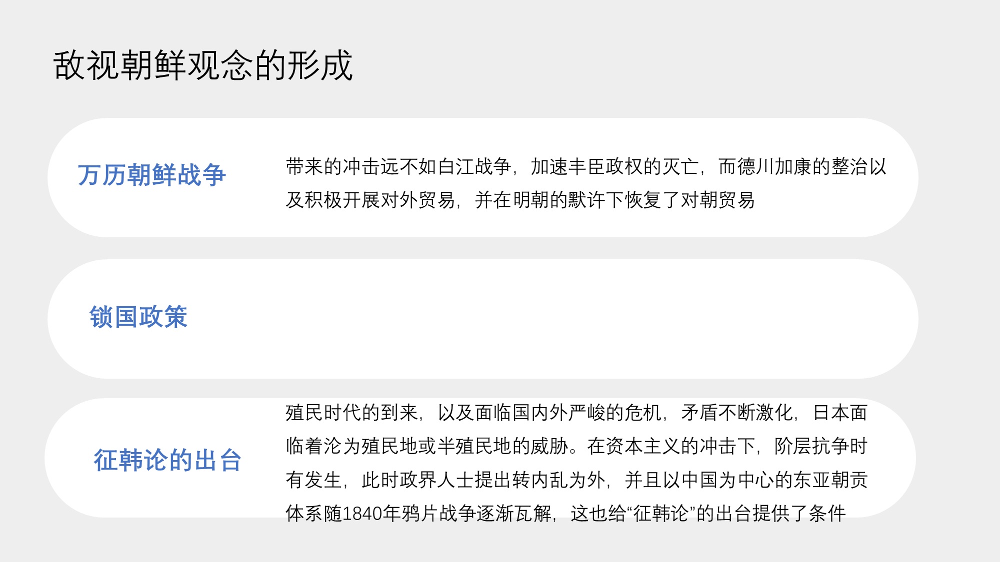 敌视朝鲜观念的形成
万历朝鲜战争
带来的冲击远不如白江战争，加速丰臣政权的灭亡，而德川加康的整治以
及积极开展对外贸易，并在明朝的默许下恢复了对朝贸易
锁国政策
征韩论的出台
殖民时代的到来，以及面临国内外严峻的危机，矛盾不断激化，日本面
临着沦为殖民地或半殖民地的威胁。在资本主义的冲击下，阶层抗争时
有发生，此时政界人士提出转内乱为外，并且以中国为中心的东亚朝贡
体系随1840年鸦片战争逐渐瓦解，这也给“征韩论”的出台提供了条件